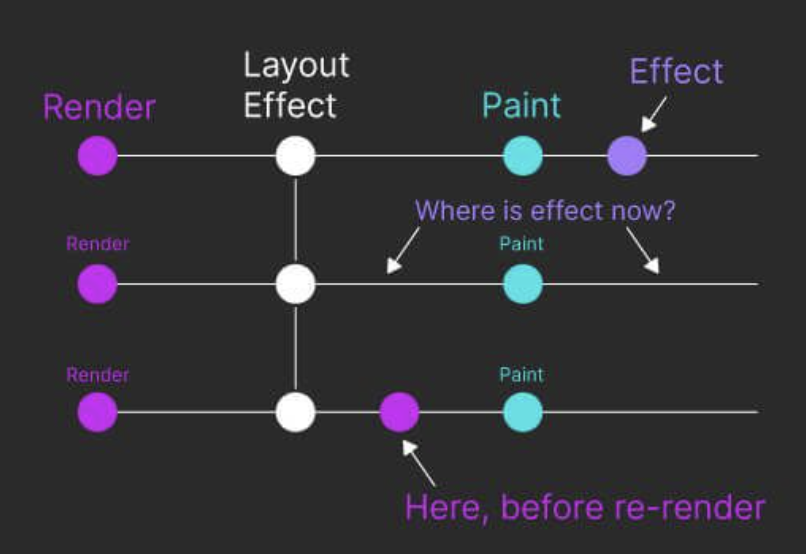 Layout
Effect
Render
Paint
Effect
Where is effect now?
Render
Paint
Render
Paint
Here, before re-render